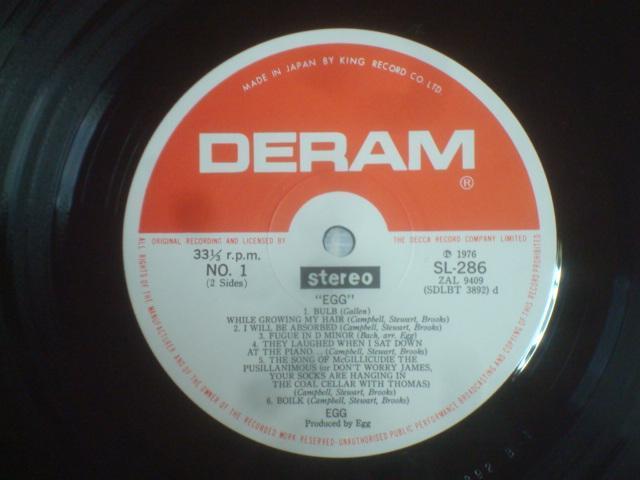 MADE IN JAPAN BY KING RECORD CO. LTD.
DERAM
®
ORIGINAL RECORDING AND LICENSED BY THE DECCA RECORD COMPANY LIMITED
33⅓ r.p.m.
NO. 1
(2 Sides)
stereo
℗ 1976
SL-286
ZAL 9409
(SDLBT 3892) d
"EGG"
1. BULB (Gallen)
WHILE GROWING MY HAIR (Campbell, Stewart, Brooks)
2. I WILL BE ABSORBED (Campbell, Stewart, Brooks)
3. FUGUE IN D MINOR (Bach, arr. Egg)
4. THEY LAUGHED WHEN I SAT DOWN
AT THE PIANO... (Campbell, Stewart, Brooks)
5. THE SONG OF McGILLICUDIE THE
PUSILLANIMOUS (or DON'T WORRY JAMES,
YOUR SOCKS ARE HANGING IN
THE COAL CELLAR WITH THOMAS)
(Campbell, Stewart, Brooks)
6. BOILK (Campbell, Stewart, Brooks)
EGG
Produced by Egg
ALL RIGHTS OF THE MANUFACTURER AND OF THE OWNER OF THE RECORDED WORK RESERVED-UNAUTHORISED PUBLIC PERFORMANCE BROADCASTING AND COPYING OF THIS RECORD PROHIBITED